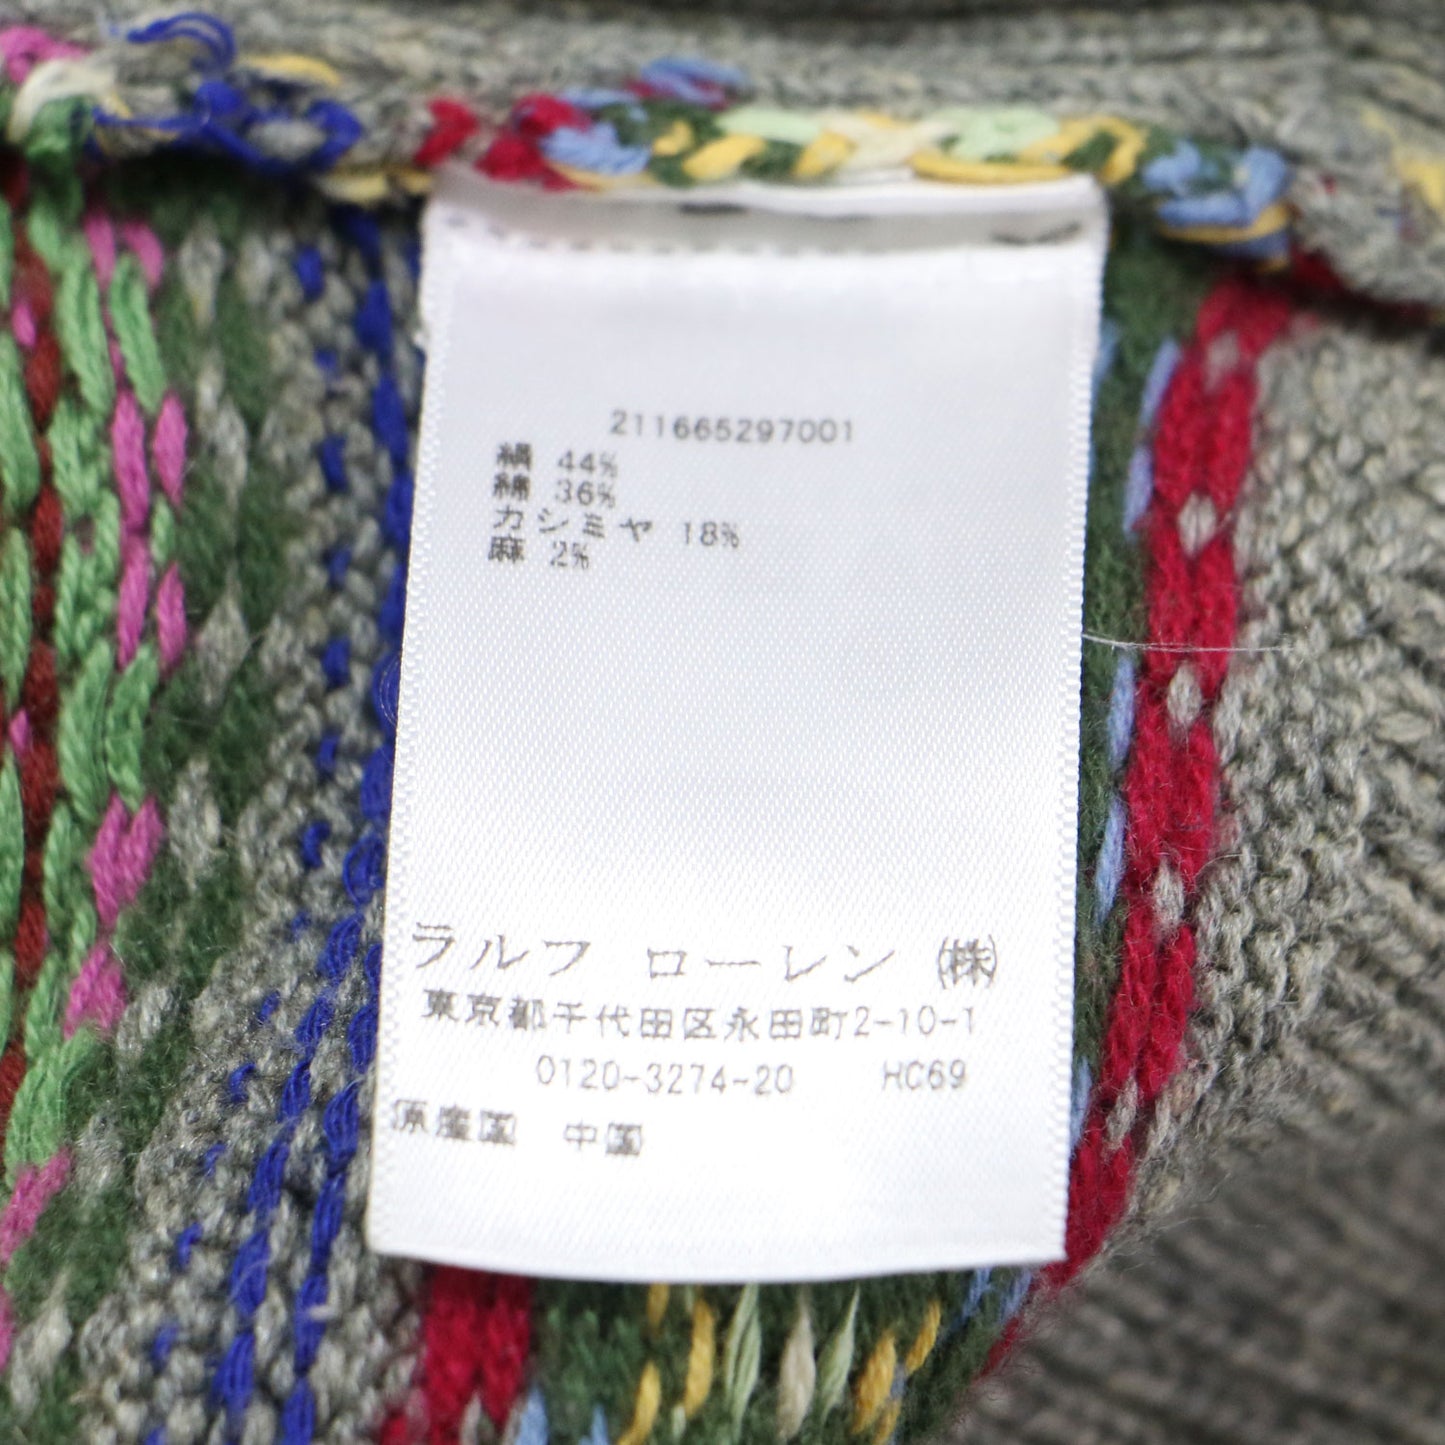 211665297001
絹 44%
綿 36%
カシミヤ 18%
麻 2%
ラルフ ローレン ㈱
東京都千代田区永田町2-10-1
0120-3274-20 HC69
原産国 中国